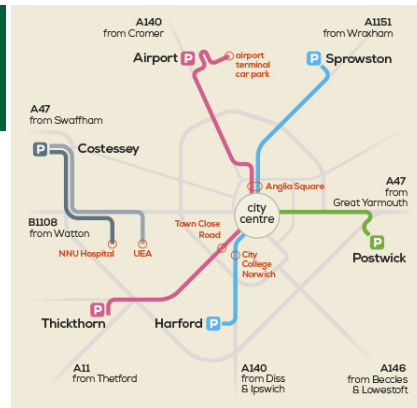 A140
from Cromer
A1151
from Wroxham
Airport P
airport
terminal
car park
P Sprowston
A47
from Swaffham
P Costessey
Anglia Square
A47
from
Great Yarmouth
city
centre
B1108
from Watton
Town Close
Road
NNU Hospital
UEA
City
College
Norwich
P
Postwick
P
Thickthorn
Harford P
A11
from Thetford
A140
from Diss
& Ipswich
A146
from Beccles
& Lowestoft